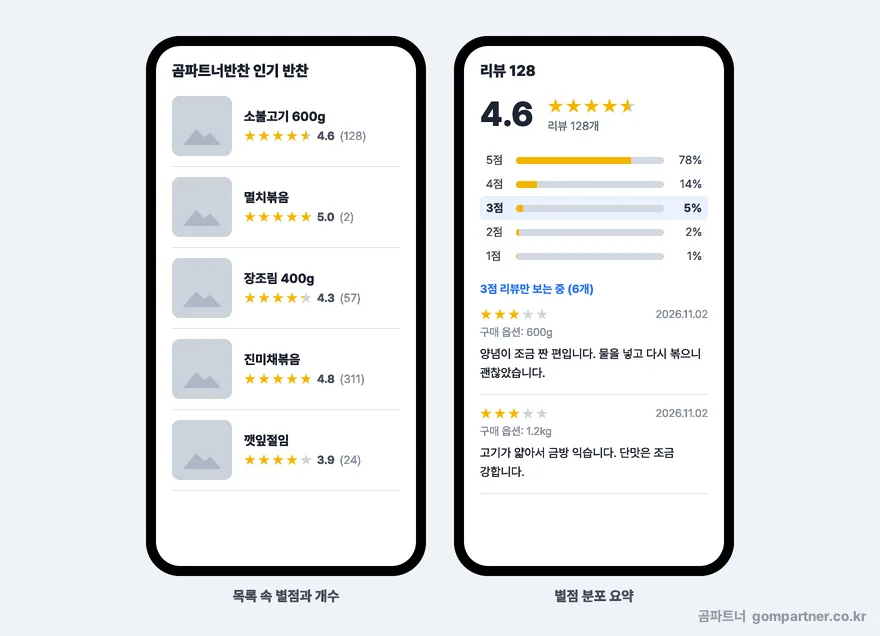 곰파트너반찬 인기 반찬
소불고기 600g
★★★★★ 4.6 (128)
멸치볶음
★★★★★ 5.0 (2)
장조림 400g
★★★★★ 4.3 (57)
진미채볶음
★★★★★ 4.8 (311)
깻잎절임
★★★★★ 3.9 (24)
목록 속 별점과 개수
리뷰 128
4.6 ★★★★★
리뷰 128개
5점 78%
4점 14%
3점 5%
2점 2%
1점 1%
3점 리뷰만 보는 중 (6개)
★★★★★ 2026.11.02
구매 옵션: 600g
양념이 조금 짠 편입니다. 물을 넣고 다시 볶으니
괜찮았습니다.
★★★★★ 2026.11.02
구매 옵션: 1.2kg
고기가 얇아서 금방 익습니다. 단맛은 조금
강합니다.
별점 분포 요약
곰파트너 gompartner.co.kr